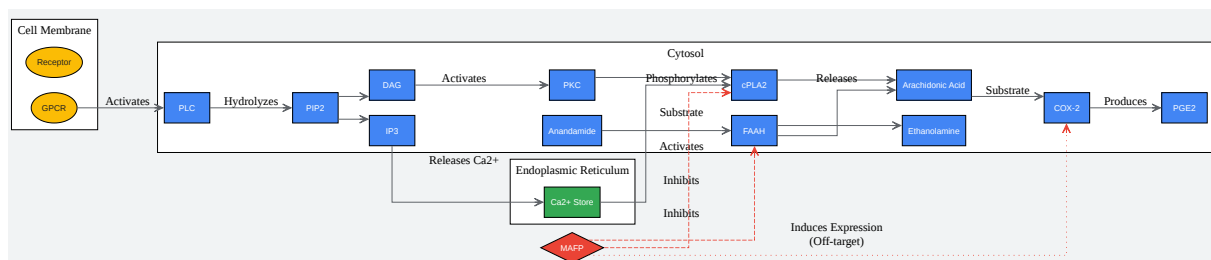 Cell Membrane
Receptor
GPCR
Activates
Cytosol
PLC
Hydrolyzes
PIP2
DAG
IP3
Activates
PKC
Phosphorylates
cPLA2
Releases
Arachidonic Acid
Substrate
COX-2
Produces
PGE2
Anandamide
Substrate
FAAH
Ethanolamine
Activates
Releases Ca2+
Endoplasmic Reticulum
Ca2+ Store
Inhibits
Inhibits
MAFP
Induces Expression
(Off-target)